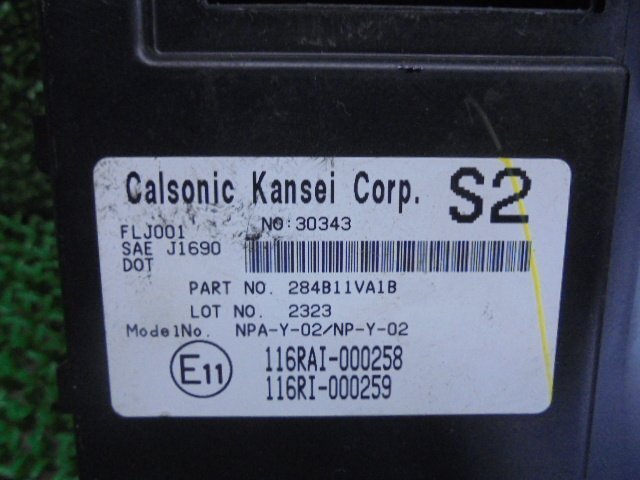 Calsonic Kansei Corp. S2
FLJ001 NO:30343
SAE J1690
DOT
PART NO. 284B11VA1B
LOT NO. 2323
ModelNo. NPA-Y-02/NP-Y-02
E11 116RAI-000258
116RI-000259